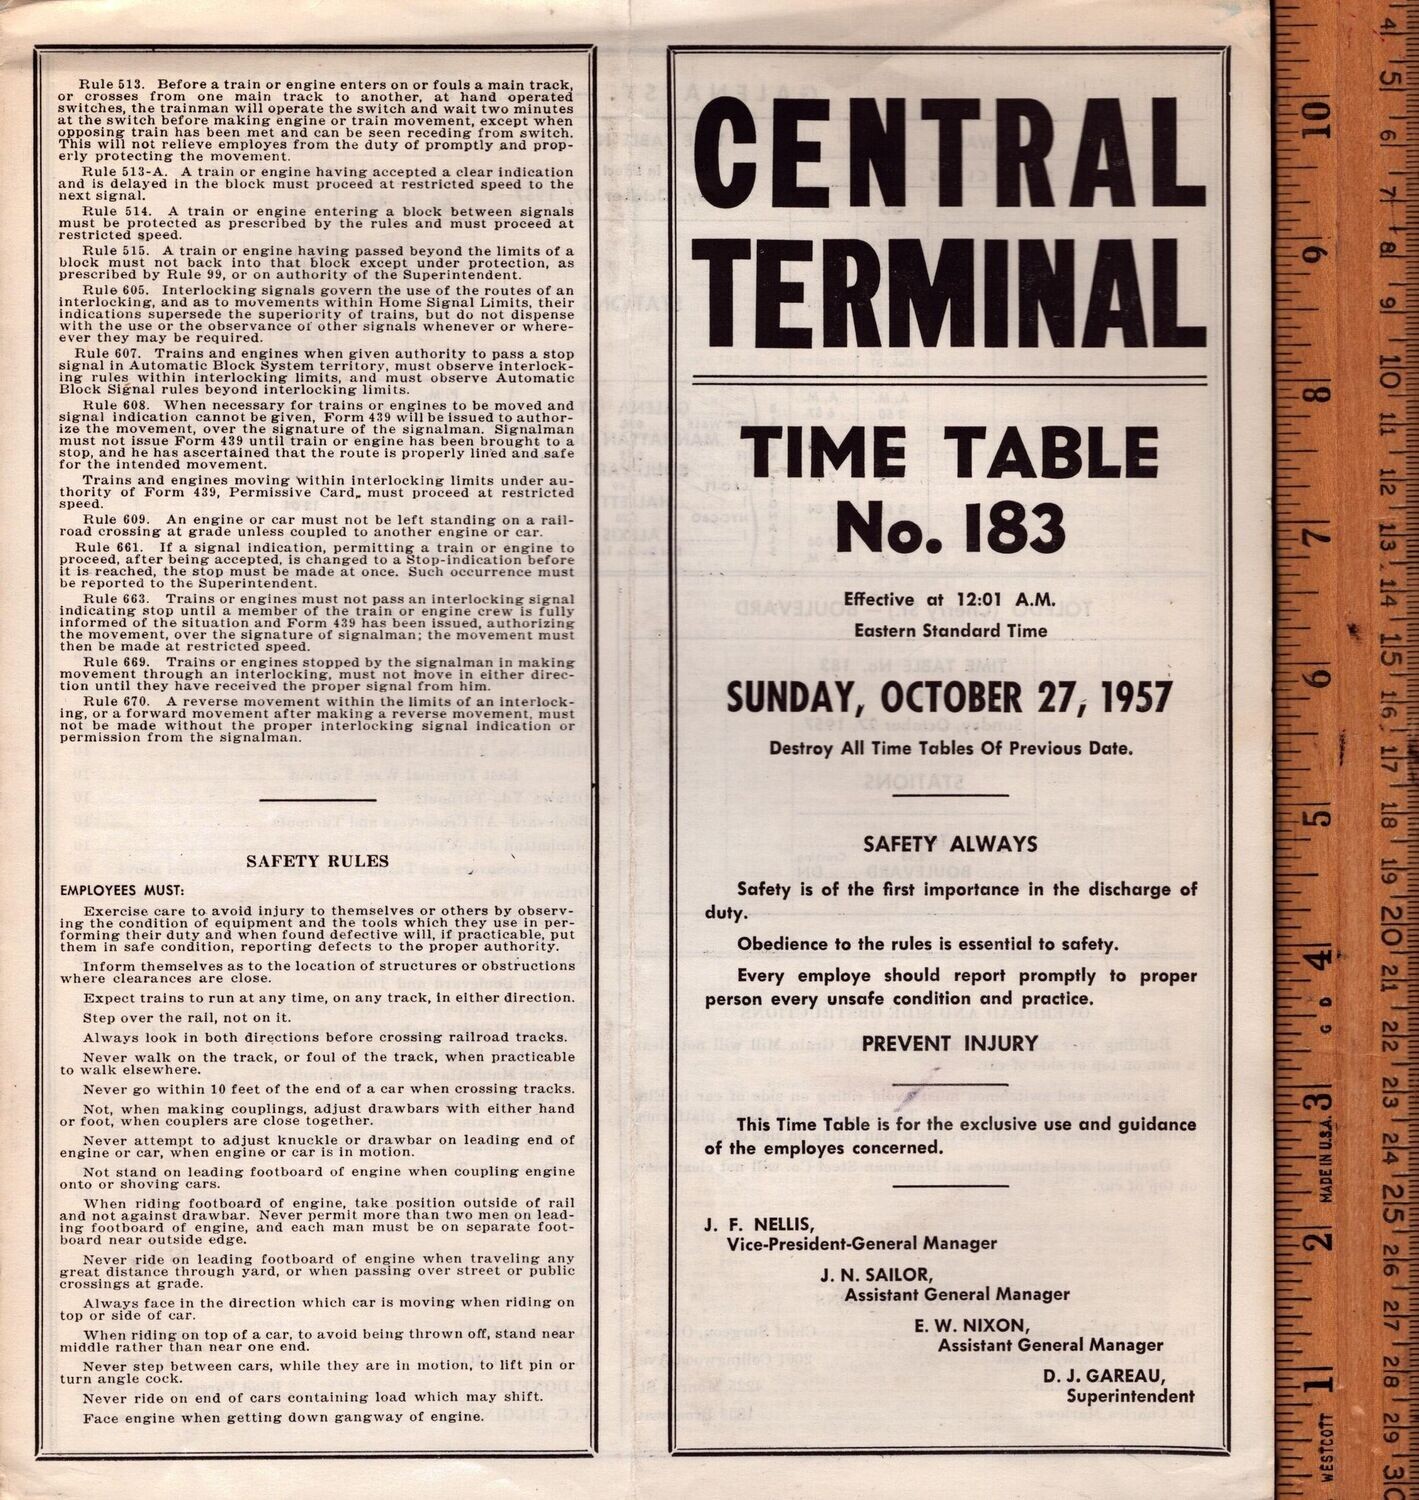 Rule 513. Before a train or engine enters on or fouls a main track,
or crosses from one main track to another, at hand operated
switches, the trainman will operate the switch and wait two minutes
at the switch before making engine or train movement, except when
opposing train has been met and can be seen receding from switch.
This will not relieve employes from the duty of promptly and prop-
erly protecting the movement.
Rule 513-A. A train or engine having accepted a clear indication
and is delayed in the block must proceed at restricted speed to the
next signal.
Rule 514. A train or engine entering a block between signals
must be protected as prescribed by the rules and must proceed at
restricted speed.
Rule 515. A train or engine having passed beyond the limits of a
block must not back into that block except under protection, as
prescribed by Rule 99, or on authority of the Superintendent.
Rule 605. Interlocking signals govern the use of the routes of an
interlocking, and as to movements within Home Signal Limits, their
indications supersede the superiority of trains, but do not dispense
with the use or the observance of other signals whenever or where-
ever they may be required.
Rule 607. Trains and engines when given authority to pass a stop
signal in Automatic Block System territory, must observe interlock-
ing rules within interlocking limits, and must observe Automatic
Block Signal rules beyond interlocking limits.
Rule 608. When necessary for trains or engines to be moved and
signal indication cannot be given, Form 439 will be issued to author-
ize the movement, over the signature of the signalman. Signalman
must not issue Form 439 until train or engine has been brought to a
stop, and he has ascertained that the route is properly lined and safe
for the intended movement.
Trains and engines moving within interlocking limits under au-
thority of Form 439, Permissive Card, must proceed at restricted
speed.
Rule 609. An engine or car must not be left standing on a rail-
road crossing at grade unless coupled to another engine or car.
Rule 661. If a signal indication, permitting a train or engine to
proceed, after being accepted, is changed to a Stop-indication before
it is reached, the stop must be made at once. Such occurrence must
be reported to the Superintendent.
Rule 663. Trains or engines must not pass an interlocking signal
indicating stop until a member of the train or engine crew is fully
informed of the situation and Form 439 has been issued, authorizing
the movement, over the signature of signalman; the movement must
then be made at restricted speed.
Rule 669. Trains or engines stopped by the signalman in making
movement through an interlocking, must not move in either direc-
tion until they have received the proper signal from him.
Rule 670. A reverse movement within the limits of an interlock-
ing, or a forward movement after making a reverse movement, must
not be made without the proper interlocking signal indication or
permission from the signalman.
SAFETY RULES
EMPLOYEES MUST:
Exercise care to avoid injury to themselves or others by observ-
ing the condition of equipment and the tools which they use in per-
forming their duty and when found defective will, if practicable, put
them in safe condition, reporting defects to the proper authority.
Inform themselves as to the location of structures or obstructions
where clearances are close.
Expect trains to run at any time, on any track, in either direction.
Step over the rail, not on it.
Always look in both directions before crossing railroad tracks.
Never walk on the track, or foul of the track, when practicable
to walk elsewhere.
Never go within 10 feet of the end of a car when crossing tracks.
Not, when making couplings, adjust drawbars with either hand
or foot, when couplers are close together.
Never attempt to adjust knuckle or drawbar on leading end of
engine or car, when engine or car is in motion.
Not stand on leading footboard of engine when coupling engine
onto or shoving cars.
When riding footboard of engine, take position outside of rail
and not against drawbar. Never permit more than two men on lead-
ing footboard of engine, and each man must be on separate foot-
board near outside edge.
Never ride on leading footboard of engine when traveling any
great distance through yard, or when passing over street or public
crossings at grade.
Always face in the direction which car is moving when riding on
top or side of car.
When riding on top of a car, to avoid being thrown off, stand near
middle rather than near one end.
Never step between cars, while they are in motion, to lift pin or
turn angle cock.
Never ride on end of cars containing load which may shift.
Face engine when getting down gangway of engine.
CENTRAL
TERMINAL
TIME TABLE
No. 183
Effective at 12:01 A.M.
Eastern Standard Time
SUNDAY, OCTOBER 27, 1957
Destroy All Time Tables Of Previous Date.
SAFETY ALWAYS
Safety is of the first importance in the discharge of
duty.
Obedience to the rules is essential to safety.
Every employe should report promptly to proper
person every unsafe condition and practice.
PREVENT INJURY
This Time Table is for the exclusive use and guidance
of the employes concerned.
J. F. NELLIS,
Vice-President-General Manager
J. N. SAILOR,
Assistant General Manager
E. W. NIXON,
Assistant General Manager
D. J. GAREAU,
Superintendent
WESTCOTT
1 2 3 4 5 6 7 8 9 10
MADE IN U.S.A.
4 5 6 7 8 9 10 11 12 13 14 15 16 17 18 19 20 21 22 23 24 25 26 27 28 29 30